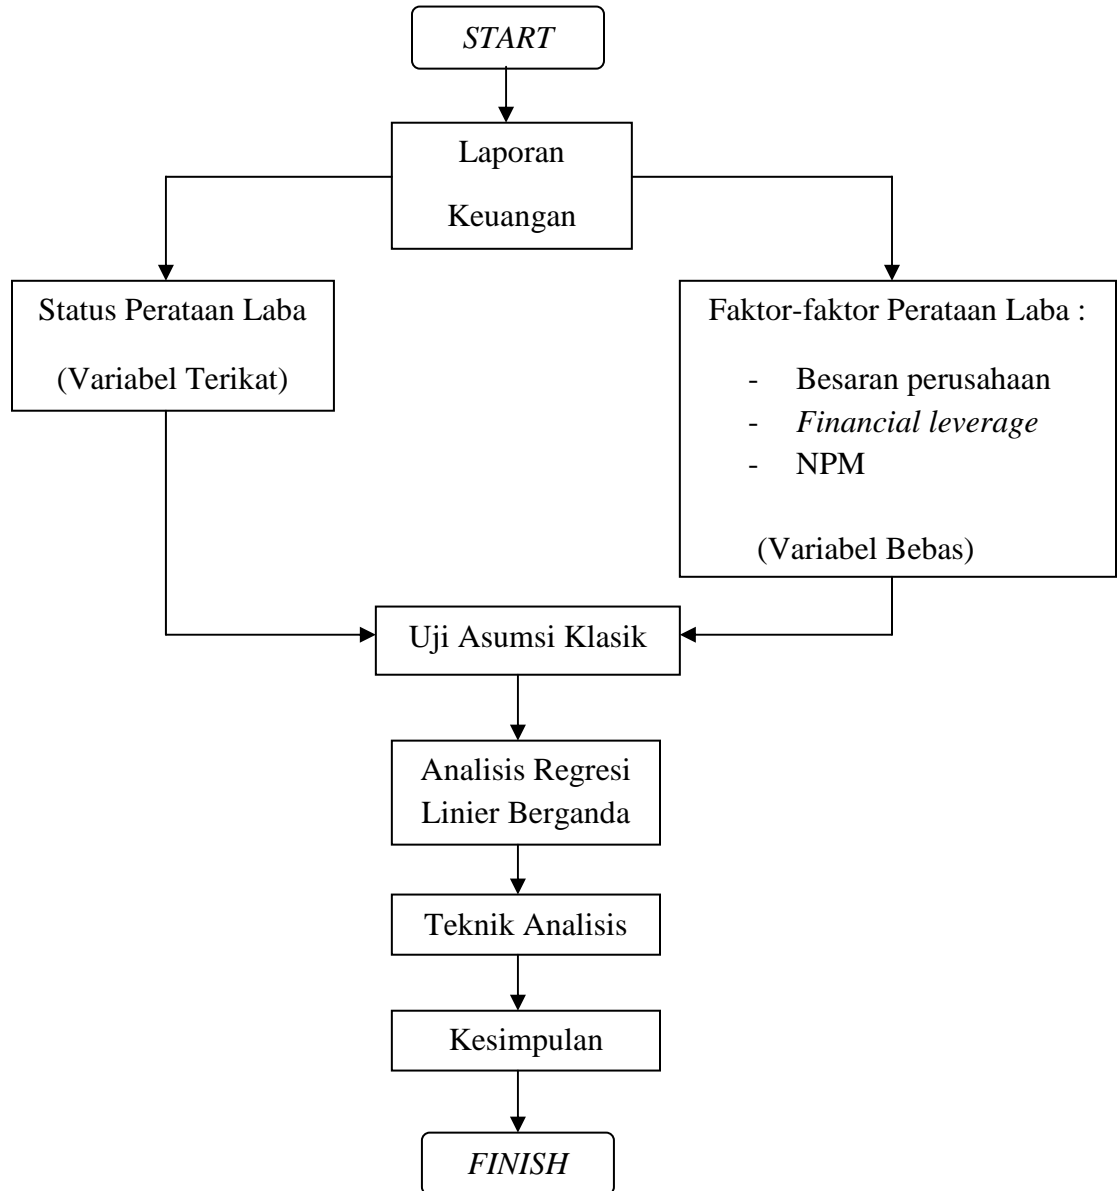 START
Laporan
Keuangan
Status Perataan Laba
(Variabel Terikat)
Faktor-faktor Perataan Laba :
- Besaran perusahaan
- Financial leverage
- NPM
(Variabel Bebas)
Uji Asumsi Klasik
Analisis Regresi
Linier Berganda
Teknik Analisis
Kesimpulan
FINISH